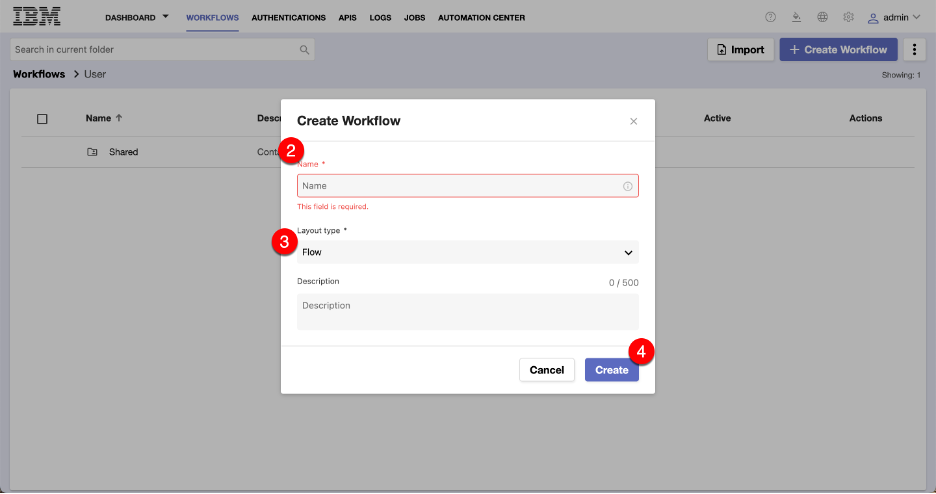 IBM DASHBOARD WORKFLOWS AUTHENTICATIONS APIS LOGS JOBS AUTOMATION CENTER admin
Search in current folder Import + Create Workflow
Workflows > User Showing: 1
Name Descr Active Actions
Shared Conta
Create Workflow
2
Name *
Name
This field is required.
Layout type *
3
Flow
Description 0 / 500
Description
4
Cancel Create